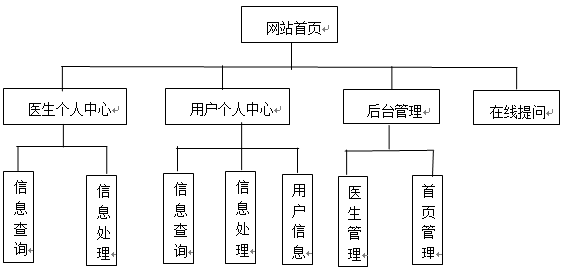 网站首页
医生个人中心
用户个人中心
后台管理
在线提问
信息查询
信息处理
信息查询
信息处理
用户信息
医生管理
首页管理